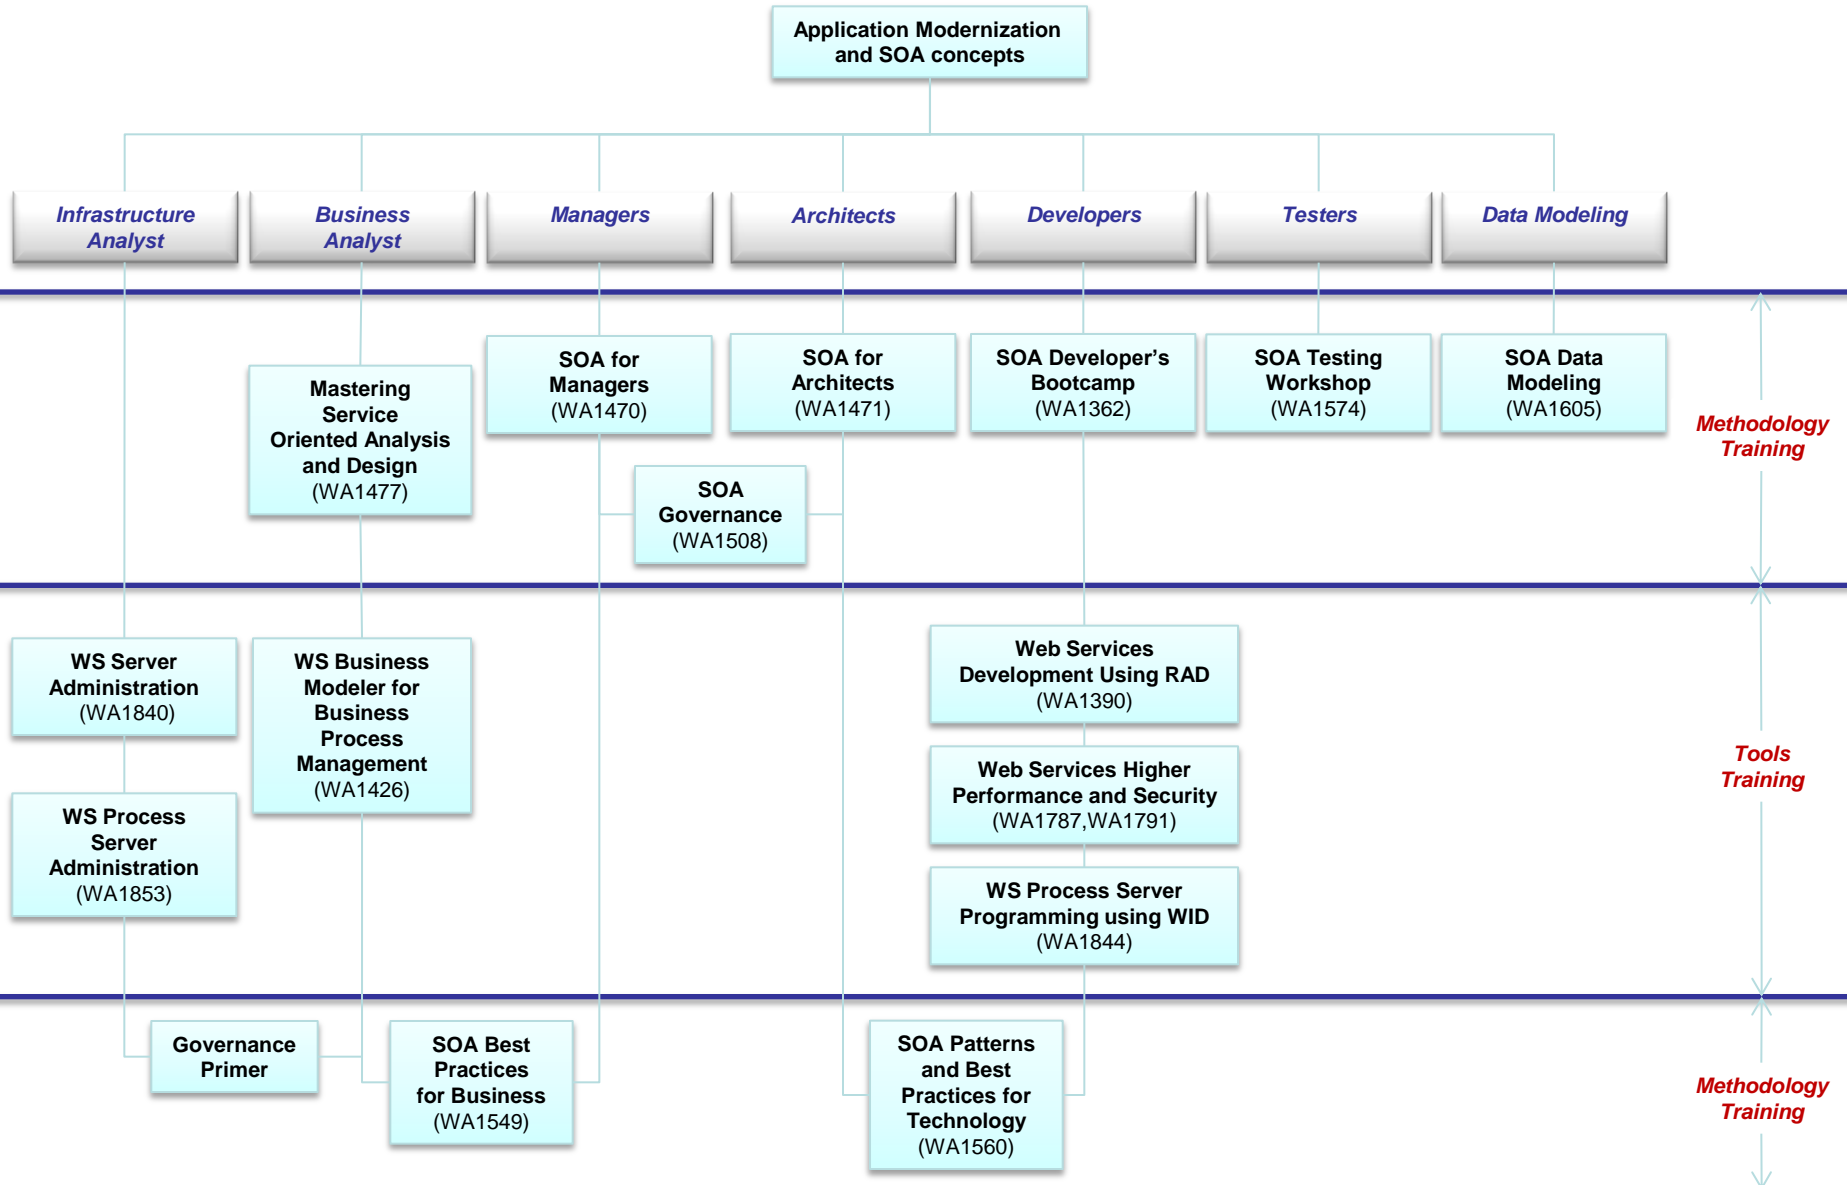 Application Modernization
and SOA concepts
Infrastructure
Analyst
Business
Analyst
Managers
Architects
Developers
Testers
Data Modeling
Mastering
Service
Oriented Analysis
and Design
(WA1477)
SOA for
Managers
(WA1470)
SOA for
Architects
(WA1471)
SOA Developer's
Bootcamp
(WA1362)
SOA Testing
Workshop
(WA1574)
SOA Data
Modeling
(WA1605)
Methodology
Training
SOA
Governance
(WA1508)
WS Server
Administration
(WA1840)
WS Business
Modeler for
Business
Process
Management
(WA1426)
Web Services
Development Using RAD
(WA1390)
Web Services Higher
Performance and Security
(WA1787,WA1791)
Tools
Training
WS Process
Server
Administration
(WA1853)
WS Process Server
Programming using WID
(WA1844)
Governance
Primer
SOA Best
Practices
for Business
(WA1549)
SOA Patterns
and Best
Practices for
Technology
(WA1560)
Methodology
Training